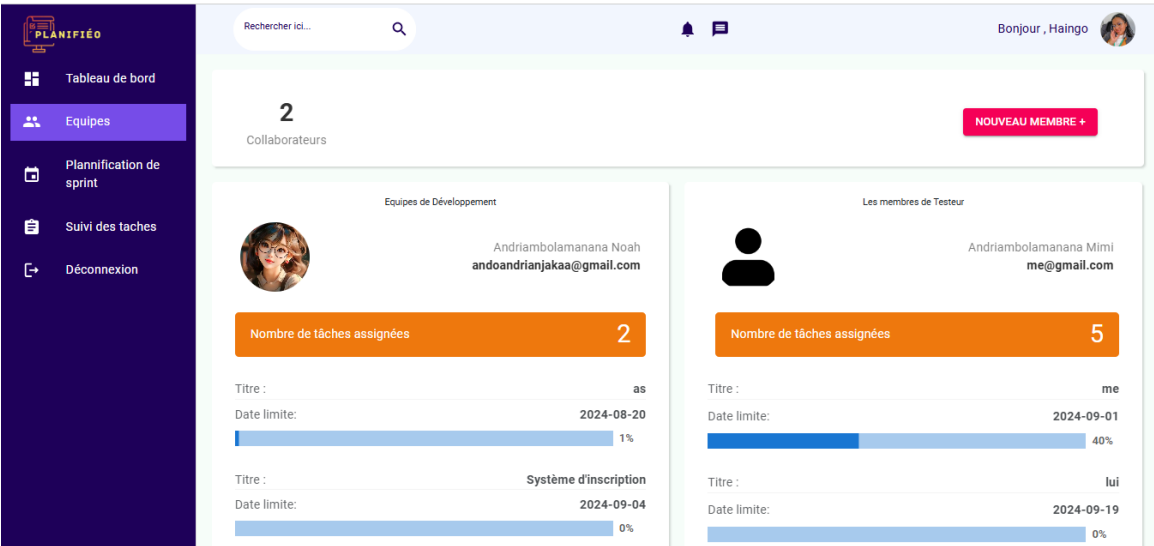 PLANIFIÉO
Rechercher ici...
Bonjour , Haingo
Tableau de bord
Equipes
Plannification de
sprint
Suivi des taches
Déconnexion
2
Collaborateurs
NOUVEAU MEMBRE +
Equipes de Développement
Andriambolamanana Noah
andoandrianjakaa@gmail.com
Nombre de tâches assignées 2
Titre : as
Date limite: 2024-08-20
1%
Titre : Système d'inscription
Date limite: 2024-09-04
0%
Les membres de Testeur
Andriambolamanana Mimi
me@gmail.com
Nombre de tâches assignées 5
Titre : me
Date limite: 2024-09-01
40%
Titre : lui
Date limite: 2024-09-19
0%